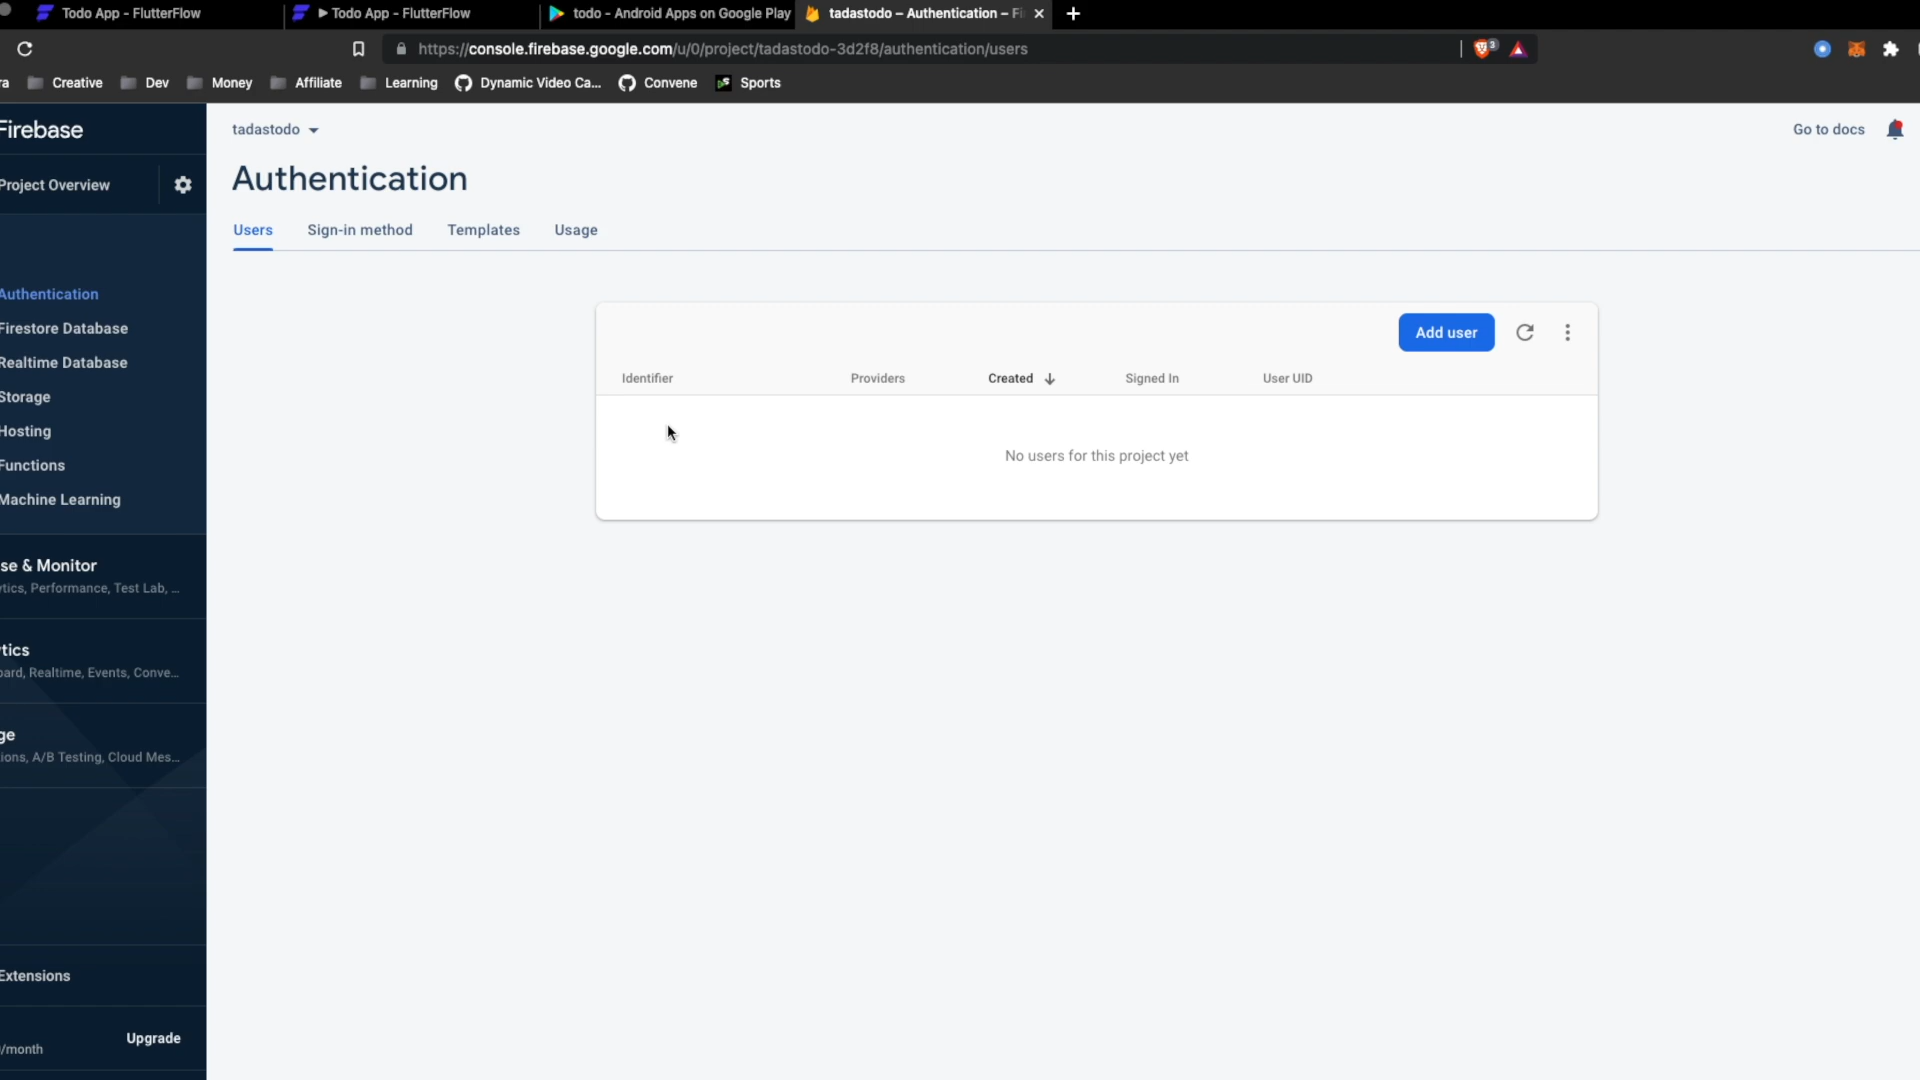 Todo App - FlutterFlow
▶ Todo App - FlutterFlow
todo - Android Apps on Google Play
tadastodo – Authentication – Fi
https://console.firebase.google.com/u/0/project/tadastodo-3d2f8/authentication/users
3
ra
Creative
Dev
Money
Affiliate
Learning
Dynamic Video Ca...
Convene
Sports
Firebase
tadastodo
Go to docs
Authentication
Project Overview
Users
Sign-in method
Templates
Usage
Authentication
Firestore Database
Realtime Database
Storage
Hosting
Functions
Machine Learning
Add user
Identifier
Providers
Created
Signed In
User UID
No users for this project yet
se & Monitor
ytics, Performance, Test Lab, ...
tics
oard, Realtime, Events, Conve...
ge
ions, A/B Testing, Cloud Mes...
Extensions
Upgrade
/month